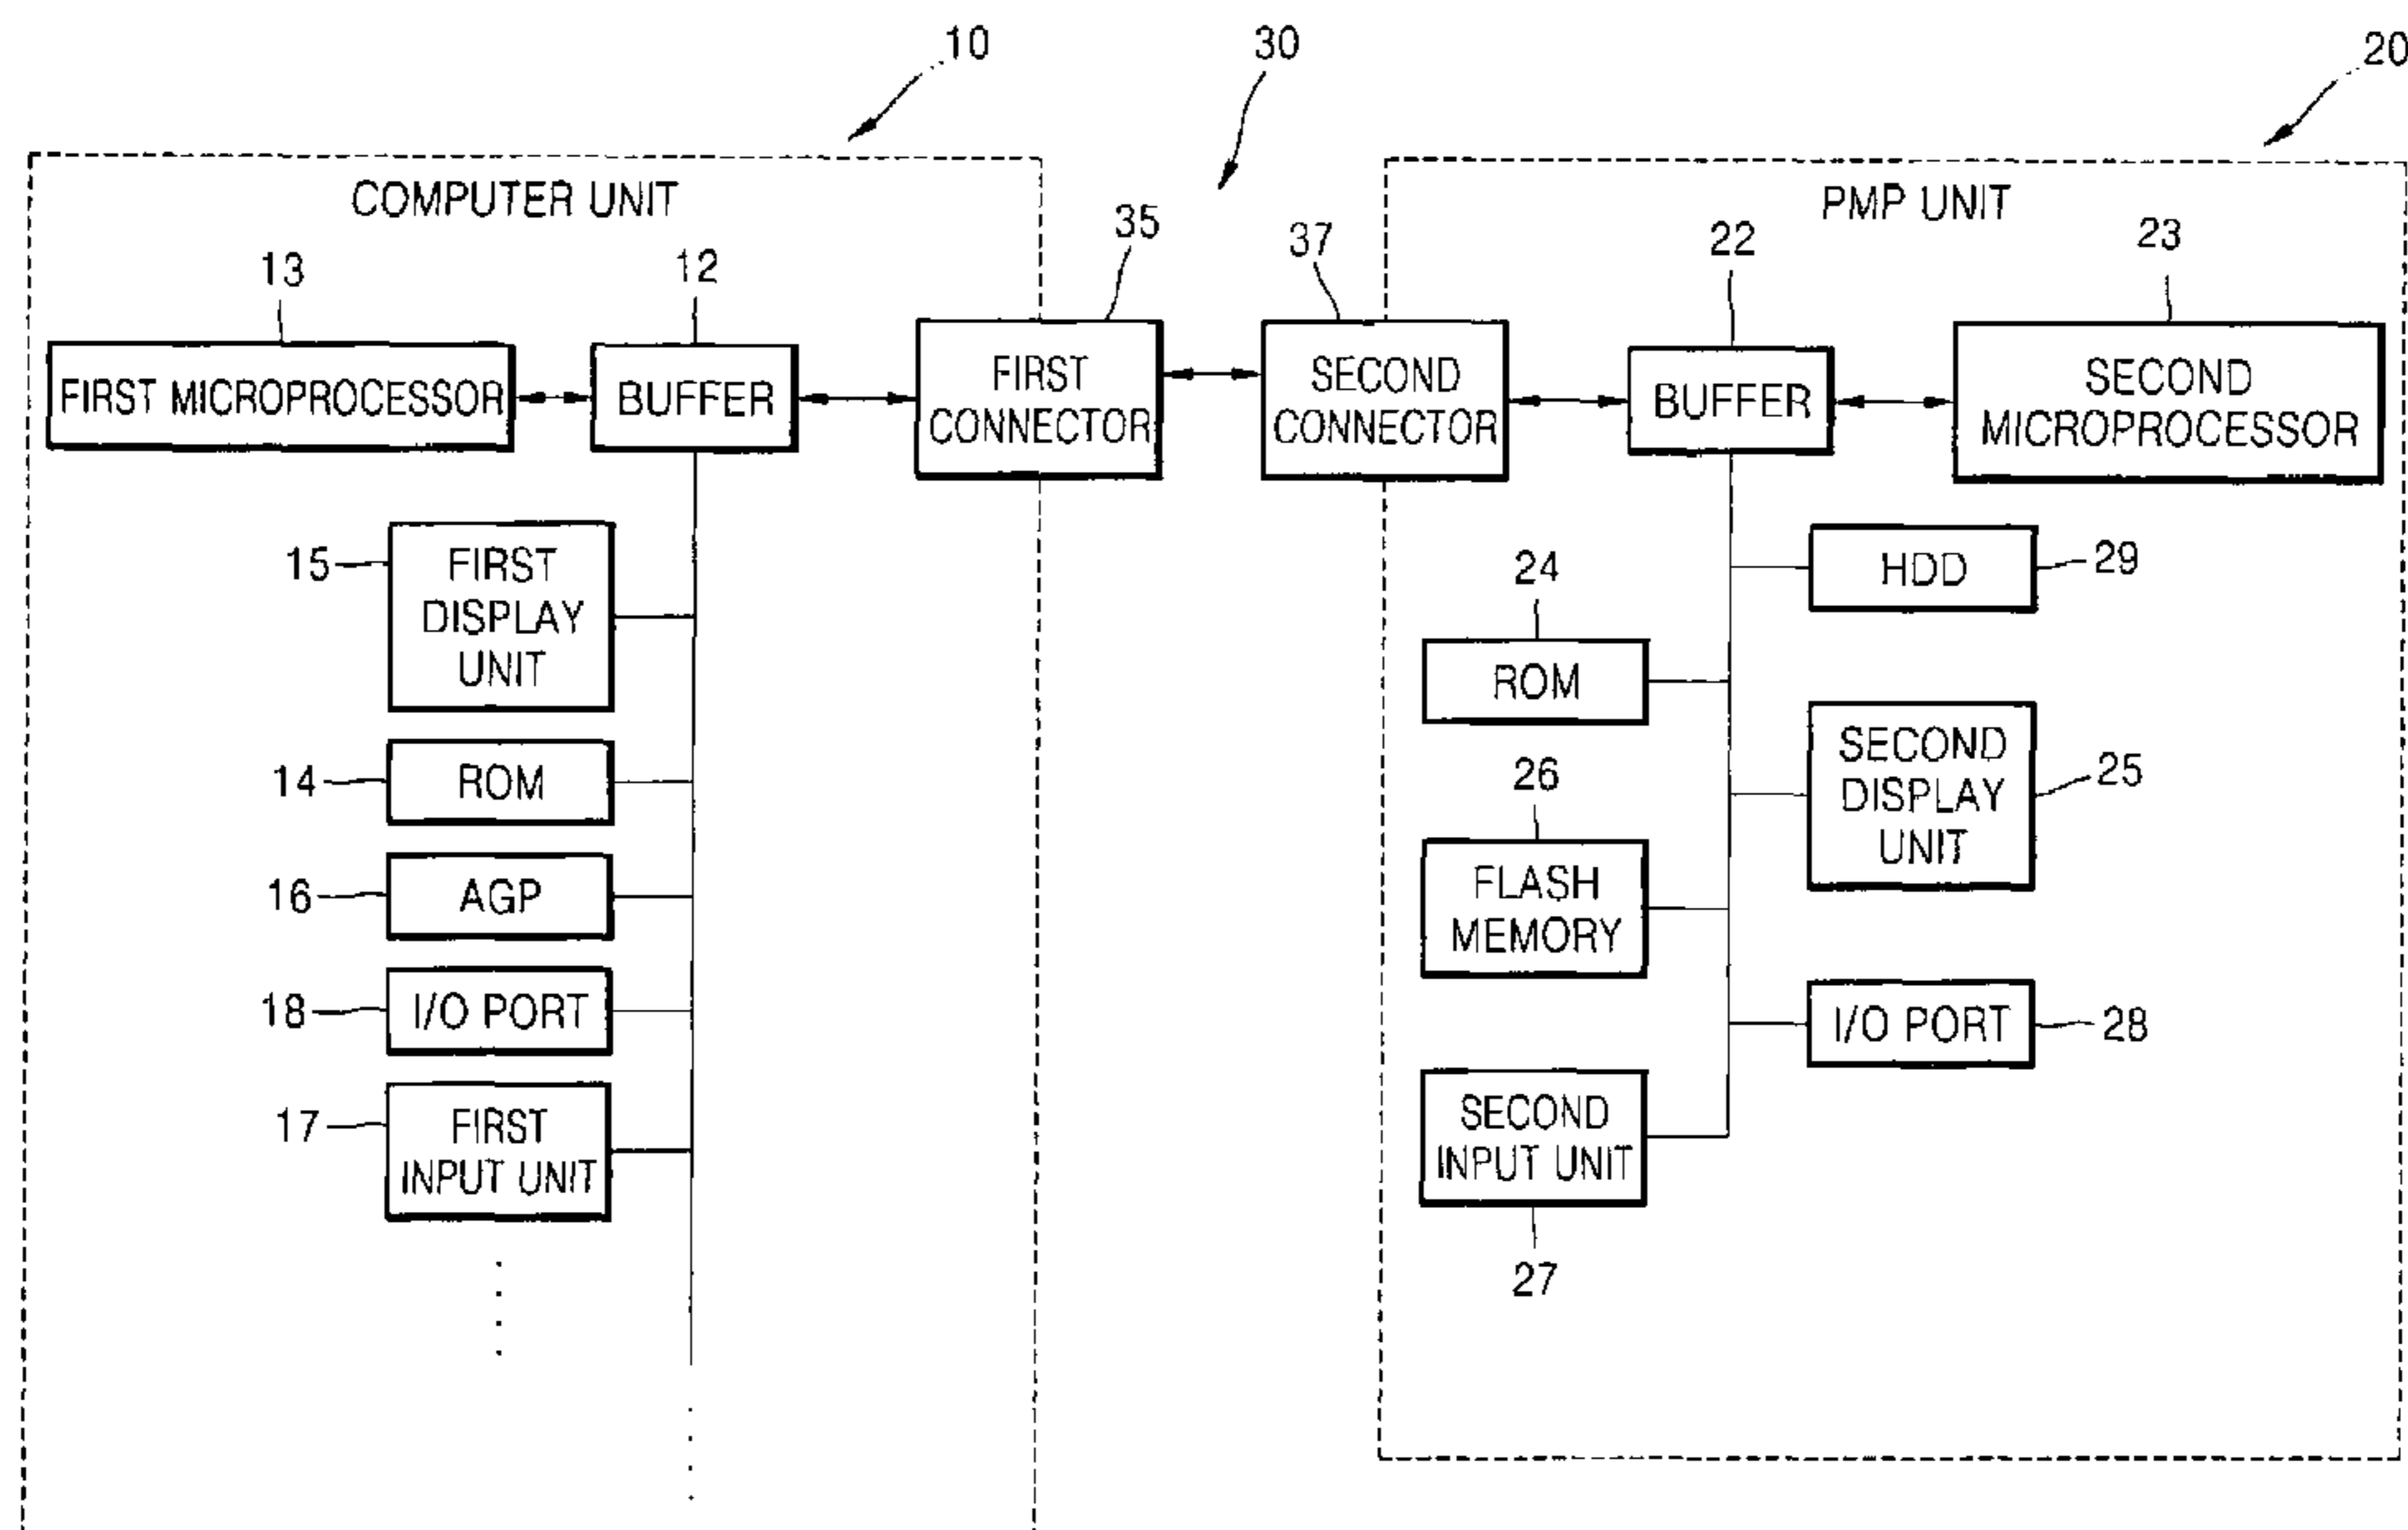 10
30
20
COMPUTER UNIT
PMP UNIT
35
37
22
23
13
12
FIRST MICROPROCESSOR
BUFFER
FIRST
CONNECTOR
SECOND
CONNECTOR
BUFFER
SECOND
MICROPROCESSOR
15
FIRST
DISPLAY
UNIT
14
ROM
16
AGP
18
I/O PORT
17
FIRST
INPUT UNIT
HDD
29
24
ROM
SECOND
DISPLAY
UNIT
25
26
FLASH
MEMORY
I/O PORT
28
SECOND
INPUT UNIT
27